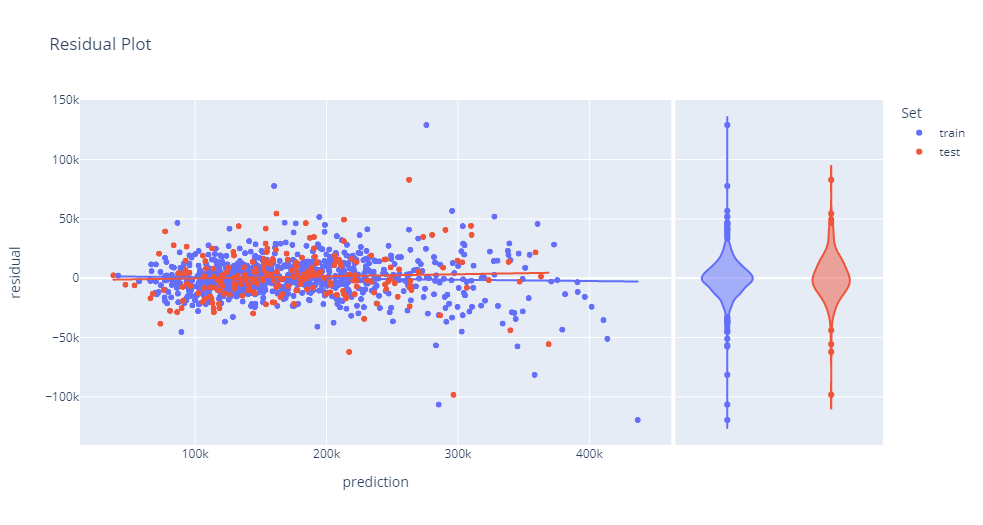 Residual Plot
Set
train
test
150k
100k
50k
0
−50k
−100k
residual
100k
200k
300k
400k
prediction